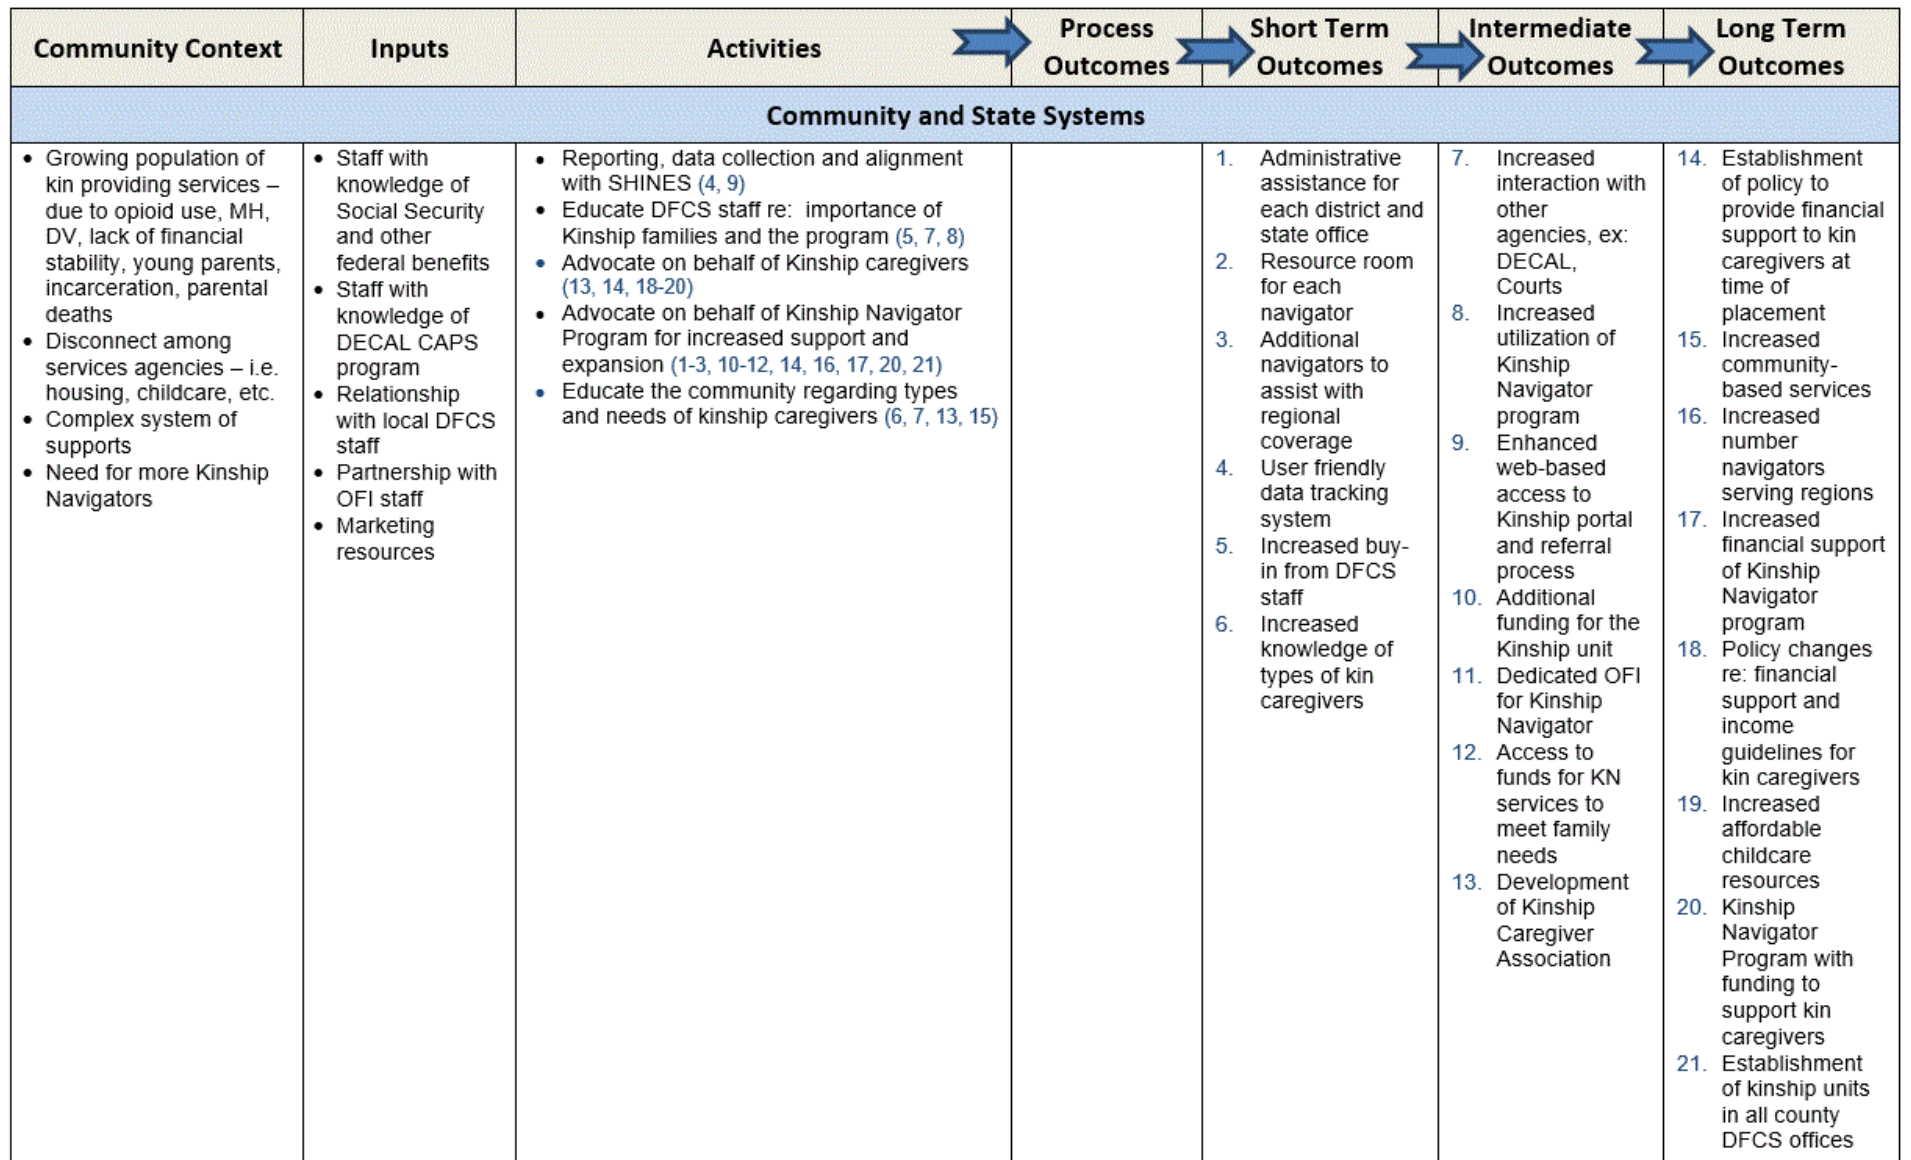 Community Context
Inputs
Activities
Process
Outcomes
Short Term
Outcomes
Intermediate
Outcomes
Long Term
Outcomes
Community and State Systems
• Growing population of
kin providing services –
due to opioid use, MH,
DV, lack of financial
stability, young parents,
incarceration, parental
deaths
• Disconnect among
services agencies – i.e.
housing, childcare, etc.
• Complex system of
supports
• Need for more Kinship
Navigators
• Staff with
knowledge of
Social Security
and other
federal benefits
• Staff with
knowledge of
DECAL CAPS
program
• Relationship
with local DFCS
staff
• Partnership with
OFI staff
• Marketing
resources
• Reporting, data collection and alignment
with SHINES (4, 9)
• Educate DFCS staff re:  importance of
Kinship families and the program (5, 7, 8)
• Advocate on behalf of Kinship caregivers
(13, 14, 18-20)
• Advocate on behalf of Kinship Navigator
Program for increased support and
expansion (1-3, 10-12, 14, 16, 17, 20, 21)
• Educate the community regarding types
and needs of kinship caregivers (6, 7, 13, 15)
1. Administrative
assistance for
each district and
state office
2. Resource room
for each
navigator
3. Additional
navigators to
assist with
regional
coverage
4. User friendly
data tracking
system
5. Increased buy-
in from DFCS
staff
6. Increased
knowledge of
types of kin
caregivers
7. Increased
interaction with
other
agencies, ex:
DECAL,
Courts
8. Increased
utilization of
Kinship
Navigator
program
9. Enhanced
web-based
access to
Kinship portal
and referral
process
10. Additional
funding for the
Kinship unit
11. Dedicated OFI
for Kinship
Navigator
12. Access to
funds for KN
services to
meet family
needs
13. Development
of Kinship
Caregiver
Association
14. Establishment
of policy to
provide financial
support to kin
caregivers at
time of
placement
15. Increased
community-
based services
16. Increased
number
navigators
serving regions
17. Increased
financial support
of Kinship
Navigator
program
18. Policy changes
re: financial
support and
income
guidelines for
kin caregivers
19. Increased
affordable
childcare
resources
20. Kinship
Navigator
Program with
funding to
support kin
caregivers
21. Establishment
of kinship units
in all county
DFCS offices